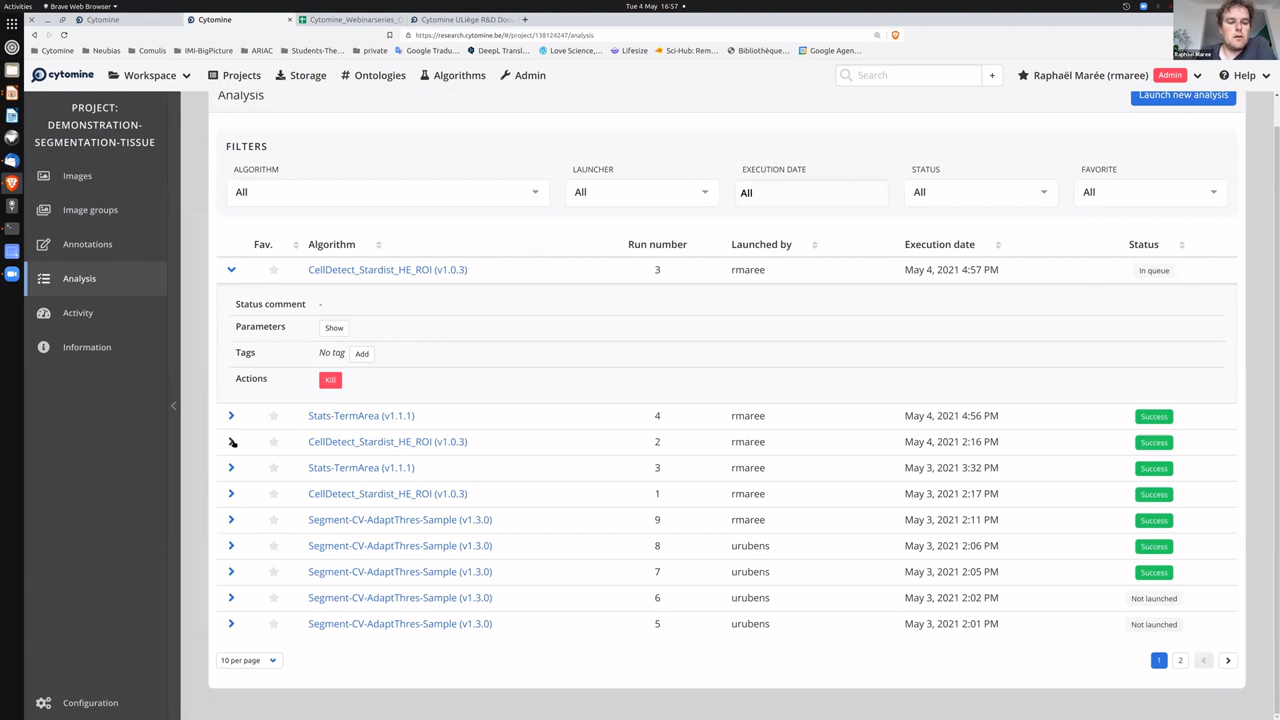 Activities Brave Web Browser Tue 4 May 16:57
Cytomine Cytomine Cytomine_Webinarseries_ Cytomine ULiège R&D Doc
https://research.cytomine.be/#/project/138124247/analysis
Cytomine Neubias Comulis IMI-BigPicture ARIAC Students-The... private Google Tradu... DeepL Transl... Love Science,... Lifesize Sci-Hub: Rem... Bibliothèque... Google Agen...
Raphaël Marée
cytomine Workspace Projects Storage Ontologies Algorithms Admin Search + Raphaël Marée (rmaree) Admin Help
PROJECT:
DEMONSTRATION-
SEGMENTATION-TISSUE
Images
Image groups
Annotations
Analysis
Activity
Information
Configuration
Analysis Launch new analysis
FILTERS
ALGORITHM LAUNCHER EXECUTION DATE STATUS FAVORITE
All All All All All
Fav. Algorithm Run number Launched by Execution date Status
CellDetect_Stardist_HE_ROI (v1.0.3) 3 rmaree May 4, 2021 4:57 PM In queue
Status comment -
Parameters Show
Tags No tag Add
Actions Kill
Stats-TermArea (v1.1.1) 4 rmaree May 4, 2021 4:56 PM Success
CellDetect_Stardist_HE_ROI (v1.0.3) 2 rmaree May 4, 2021 2:16 PM Success
Stats-TermArea (v1.1.1) 3 rmaree May 3, 2021 3:32 PM Success
CellDetect_Stardist_HE_ROI (v1.0.3) 1 rmaree May 3, 2021 2:17 PM Success
Segment-CV-AdaptThres-Sample (v1.3.0) 9 rmaree May 3, 2021 2:11 PM Success
Segment-CV-AdaptThres-Sample (v1.3.0) 8 urubens May 3, 2021 2:06 PM Success
Segment-CV-AdaptThres-Sample (v1.3.0) 7 urubens May 3, 2021 2:05 PM Success
Segment-CV-AdaptThres-Sample (v1.3.0) 6 urubens May 3, 2021 2:02 PM Not launched
Segment-CV-AdaptThres-Sample (v1.3.0) 5 urubens May 3, 2021 2:01 PM Not launched
10 per page 1 2